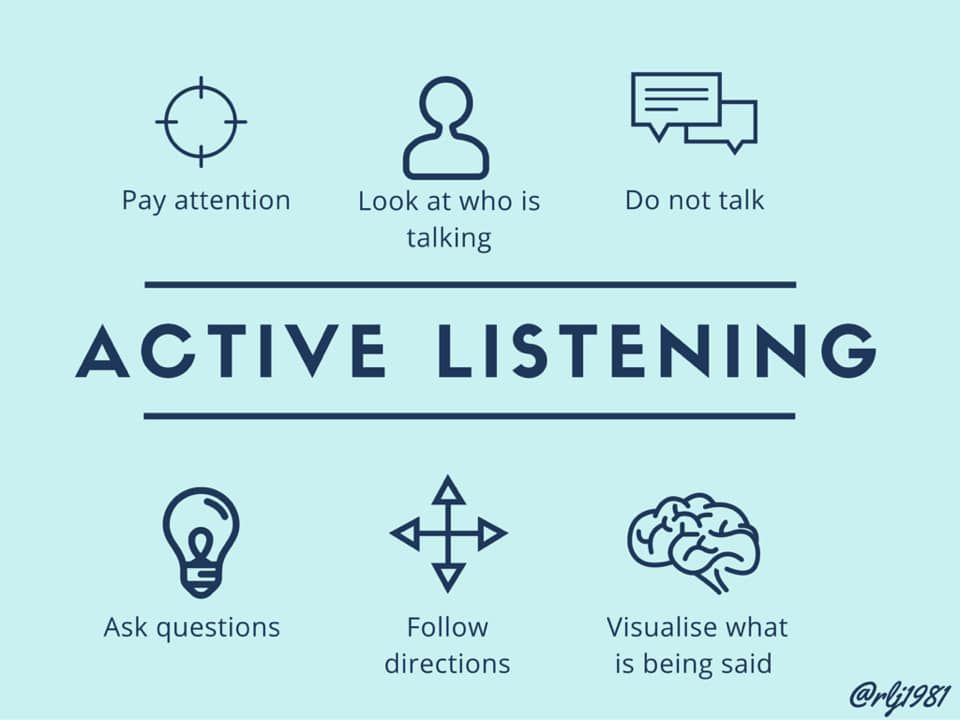 Pay attention
Look at who is
talking
Do not talk
ACTIVE LISTENING
Ask questions
Follow
directions
Visualise what
is being said
@rlj1981